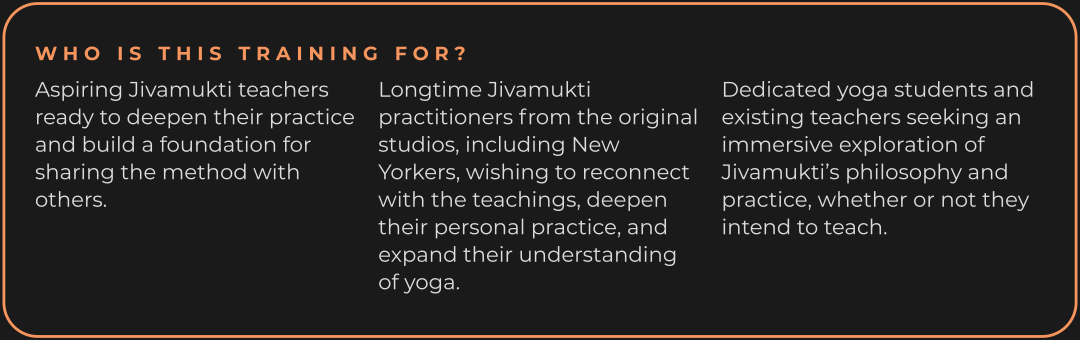 WHO IS THIS TRAINING FOR?
Aspiring Jivamukti teachers
ready to deepen their practice
and build a foundation for
sharing the method with
others.
Longtime Jivamukti
practitioners from the original
studios, including New
Yorkers, wishing to reconnect
with the teachings, deepen
their personal practice, and
expand their understanding
of yoga.
Dedicated yoga students and
existing teachers seeking an
immersive exploration of
Jivamukti’s philosophy and
practice, whether or not they
intend to teach.